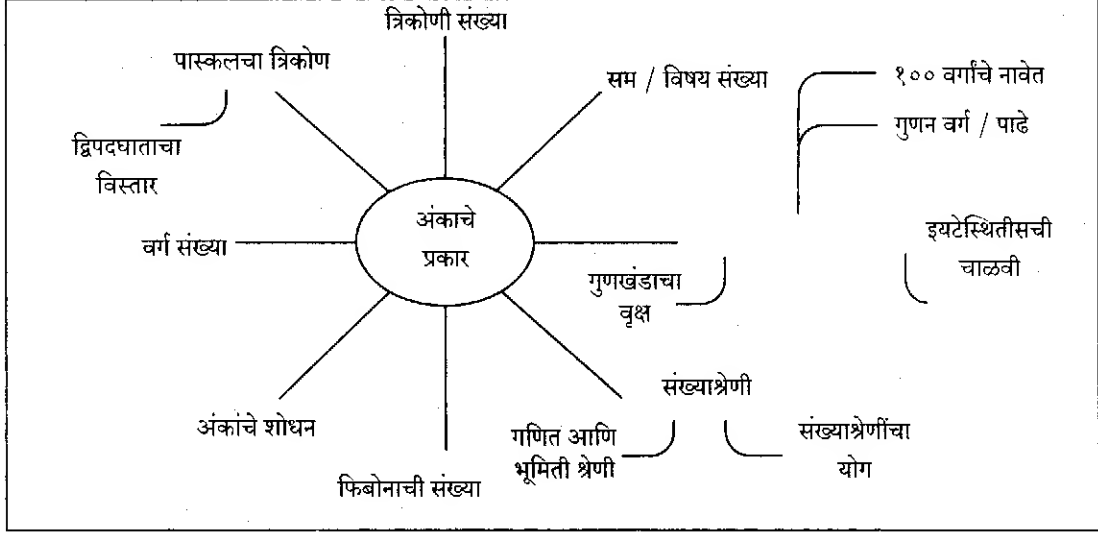 त्रिकोणी संख्या
पास्कलचा त्रिकोण
सम / विषय संख्या
१०० वर्गांचे नावेत
गुणन वर्ग / पाढे
द्विपदघाताचा
विस्तार
अंकाचे
प्रकार
वर्ग संख्या
इयटेस्थितीसची
चाळवी
गुणखंडाचा
वृक्ष
संख्याश्रेणी
अंकांचे शोधन
गणित आणि
भूमिती श्रेणी
संख्याश्रेणींचा
योग
फिबोनाची संख्या